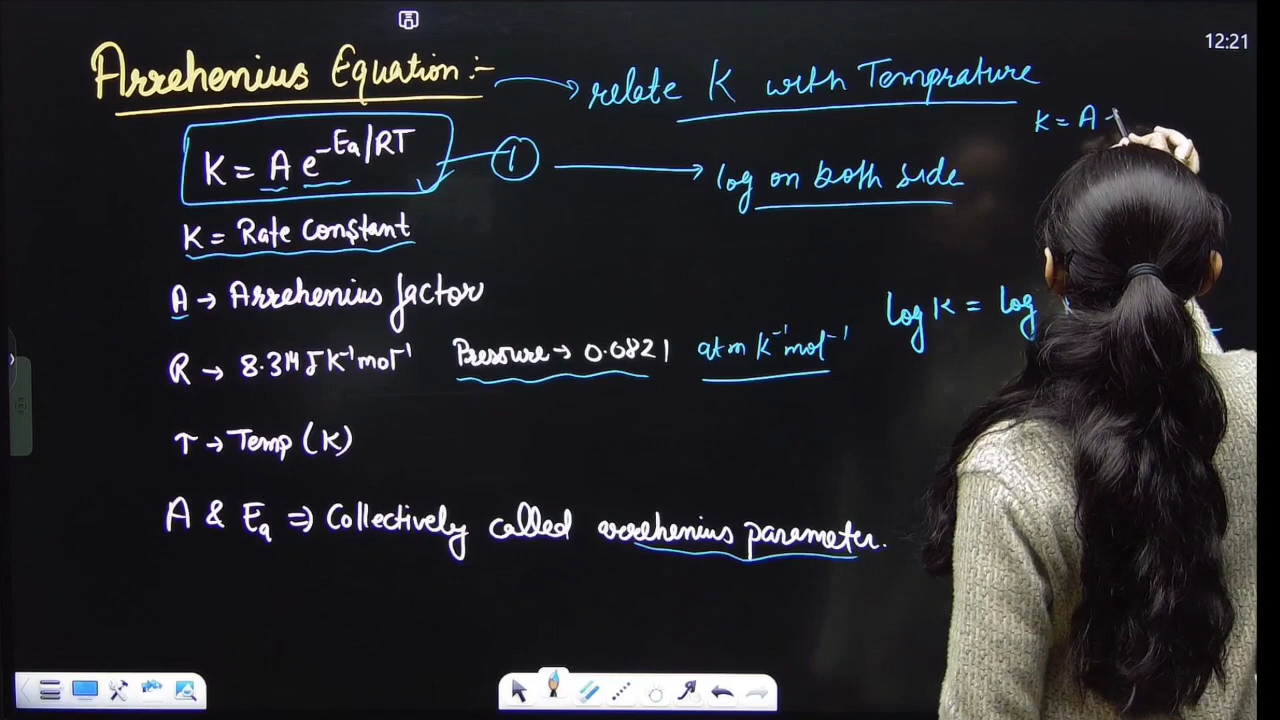 12:21
Arrehenius Equation :- → relate K with Temprature
K = A
K = A e^-Ea/RT — ① → log on both side
K = Rate Constant
A → Arrehenius factor
log K = log
R → 8.314 J K⁻¹ mol⁻¹ Pressure → 0.0821 atm K⁻¹ mol⁻¹
T → Temp (K)
A & Ea ⇒ Collectively called arrehenius parameter.